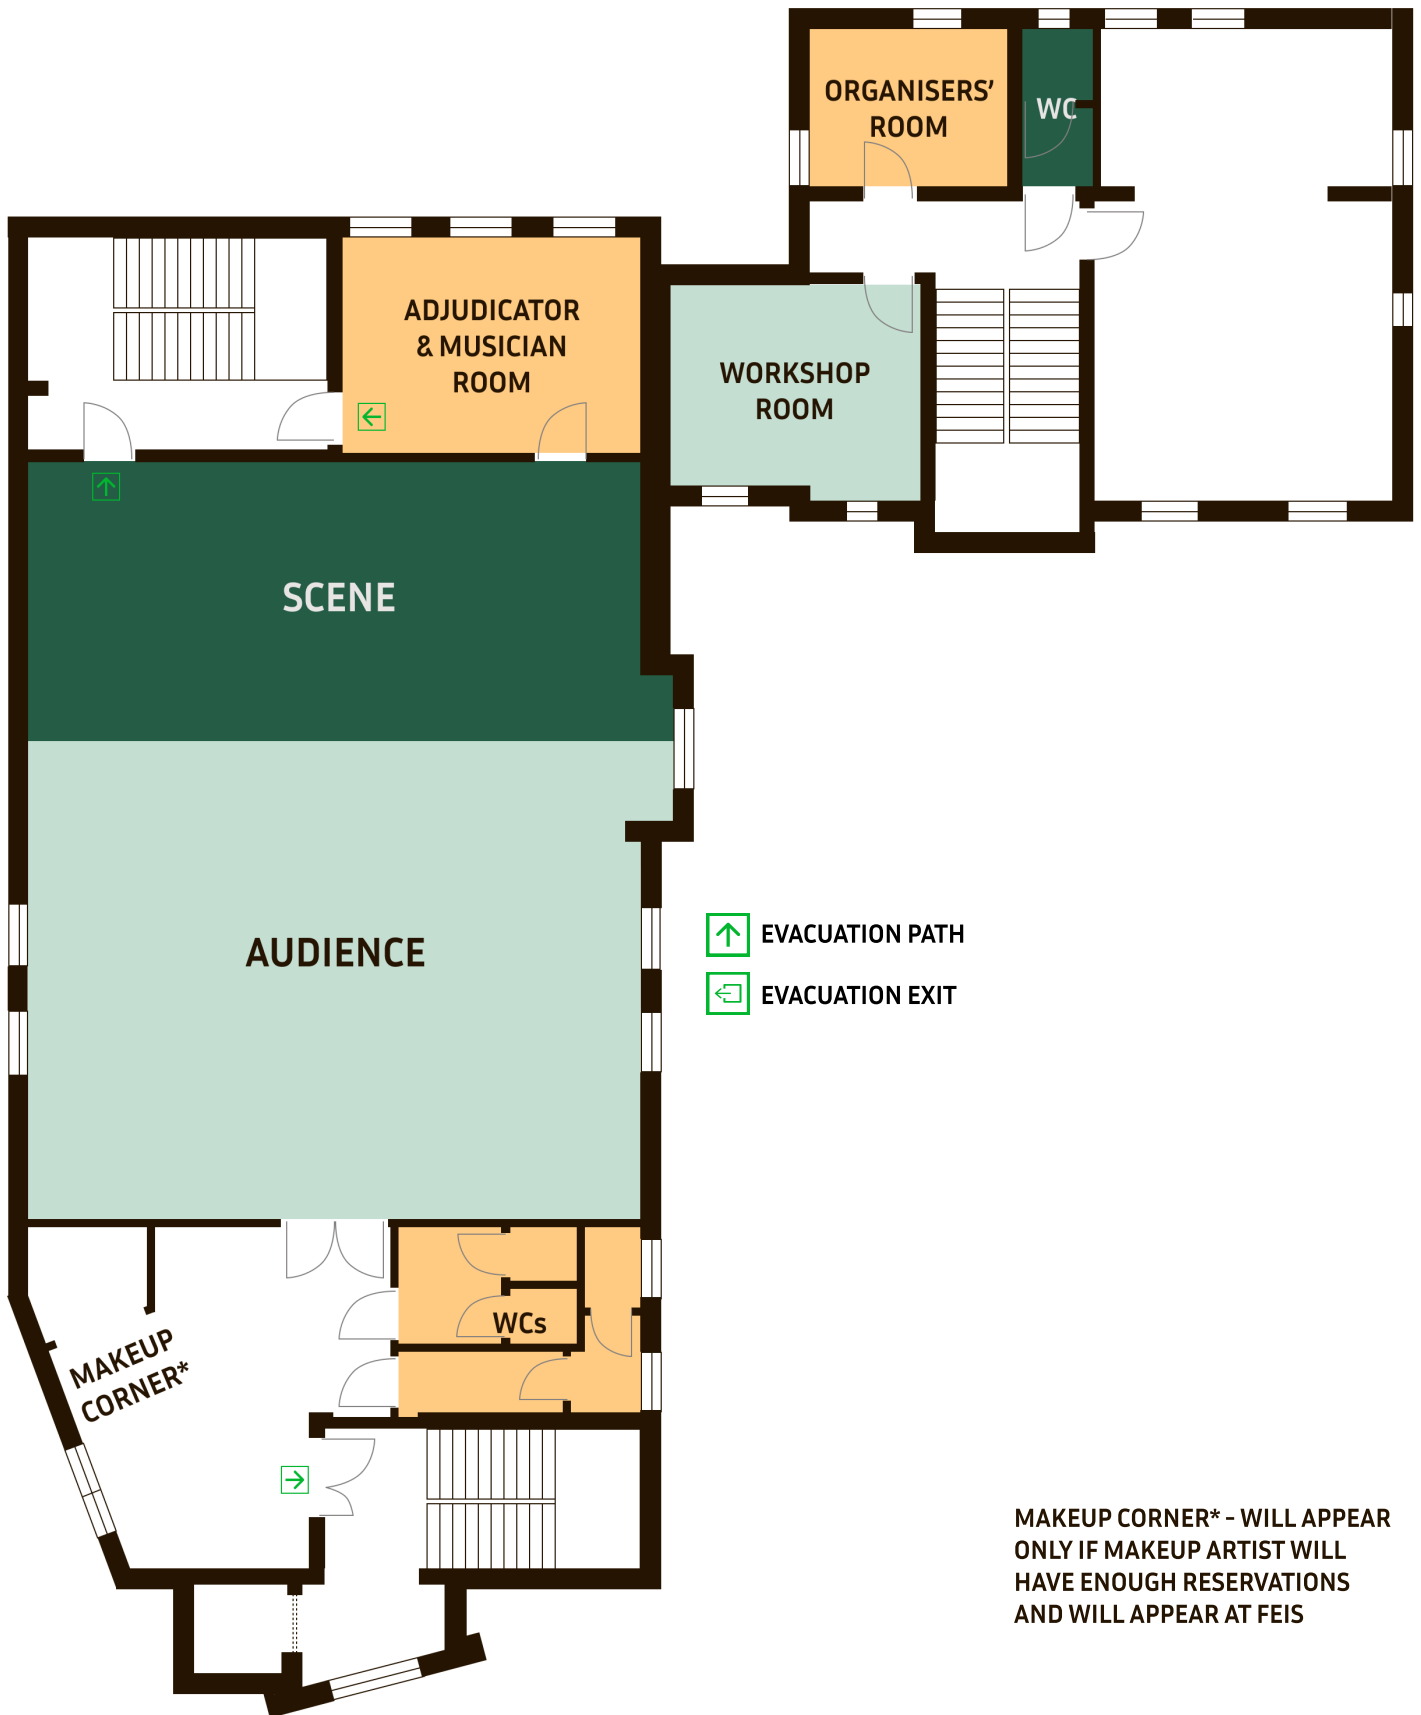 ORGANISERS'
ROOM
WC
ADJUDICATOR
& MUSICIAN
ROOM
WORKSHOP
ROOM
SCENE
AUDIENCE
EVACUATION PATH
EVACUATION EXIT
WCs
MAKEUP
CORNER*
MAKEUP CORNER* - WILL APPEAR
ONLY IF MAKEUP ARTIST WILL
HAVE ENOUGH RESERVATIONS
AND WILL APPEAR AT FEIS